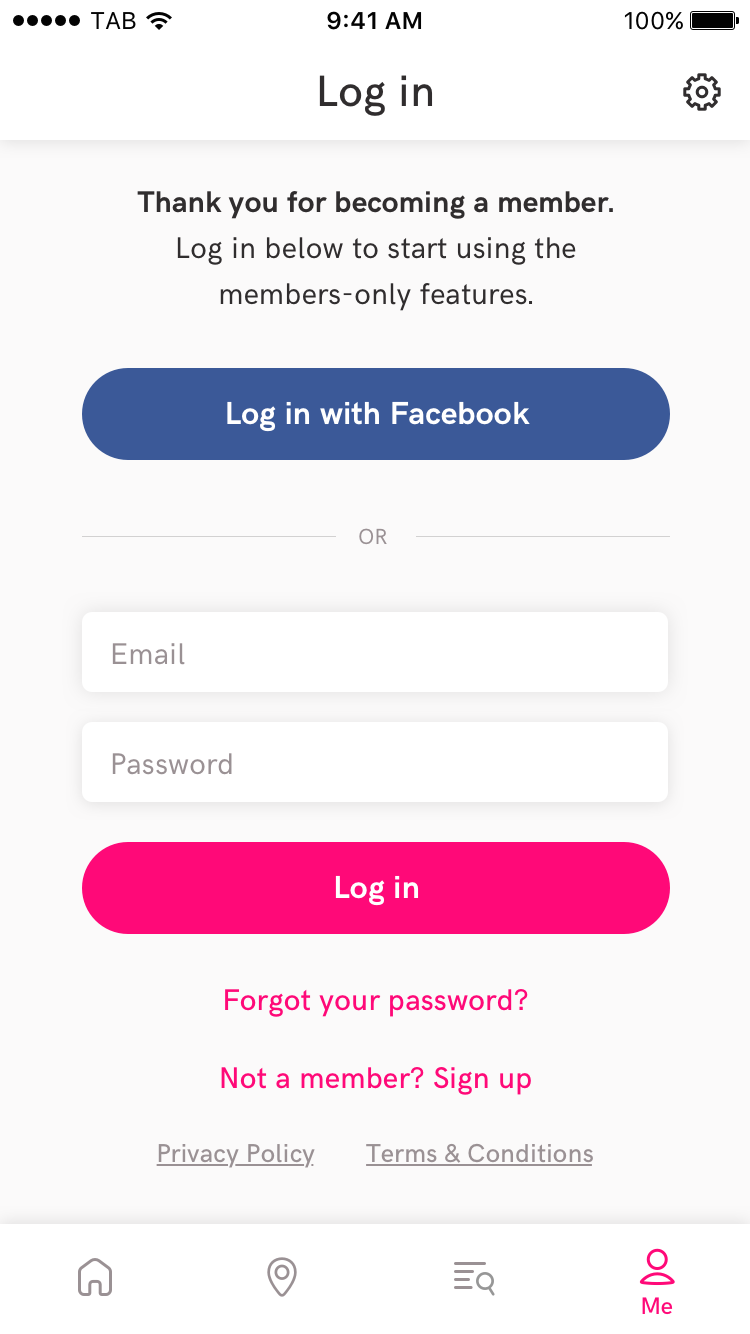 TAB 9:41 AM 100%
Log in
Thank you for becoming a member.
Log in below to start using the
members-only features.
Log in with Facebook
OR
Email
Password
Log in
Forgot your password?
Not a member? Sign up
Privacy Policy Terms & Conditions
Me